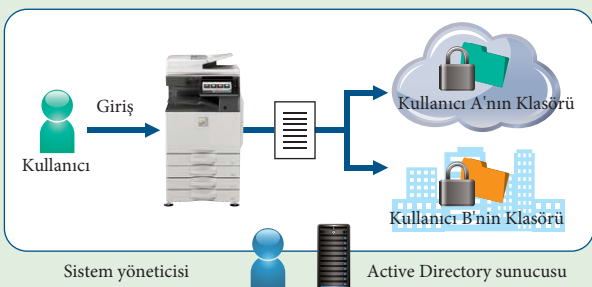 Giriş
Kullanıcı
Kullanıcı A'nın Klasörü
Kullanıcı B'nin Klasörü
Sistem yöneticisi
Active Directory sunucusu